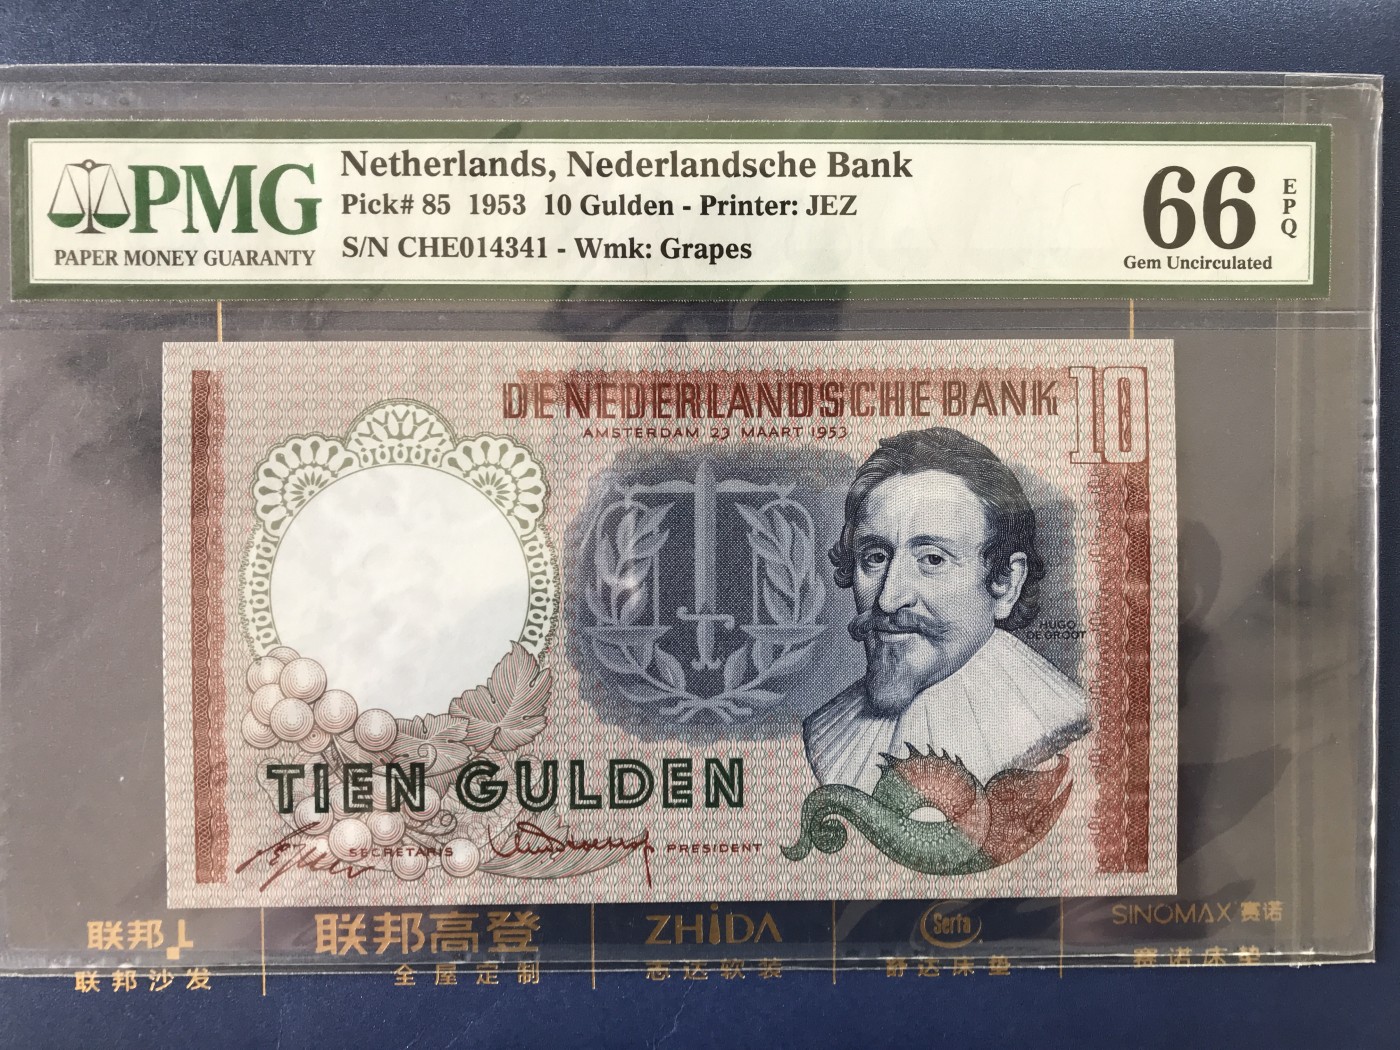 PMG
PAPER MONEY GUARANTY
Netherlands, Nederlandsche Bank
Pick# 85 1953 10 Gulden - Printer: JEZ
S/N CHE014341 - Wmk: Grapes
66
EPQ
Gem Uncirculated
DE NEDERLANDSCHE BANK
10
AMSTERDAM 23 MAART 1953
HUGO
DE GROOT
TIEN GULDEN
SECRETARIS
PRESIDENT
联邦
联邦沙发
联邦高登
全屋定制
ZHiDA
志达软装
Serta
舒达床垫
SINOMAX 赛诺
赛诺床垫